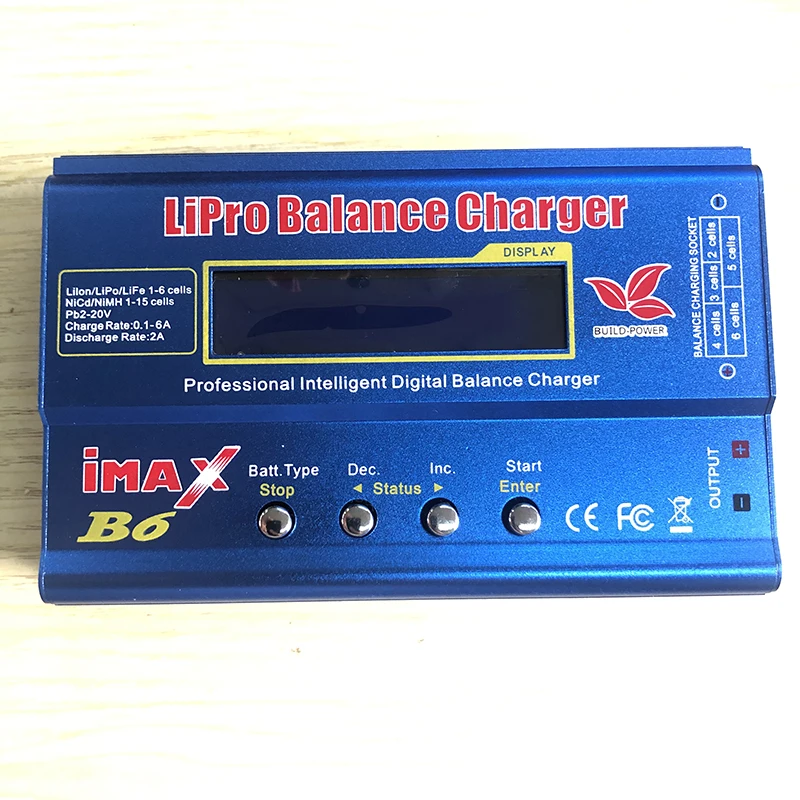 LiPro Balance Charger
DISPLAY
LiIon/LiPo/LiFe 1-6 cells
NiCd/NiMH 1-15 cells
Pb2-20V
Charge Rate:0.1-6A
Discharge Rate:2A
BUILD-POWER
BALANCE CHARGING SOCKET
4 cells 3 cells 2 cells
6 cells 5 cells
Professional Intelligent Digital Balance Charger
iMAX
B6
Batt.Type Dec. Inc. Start
Stop ◄ Status ► Enter
CE FC
OUTPUT
+
-